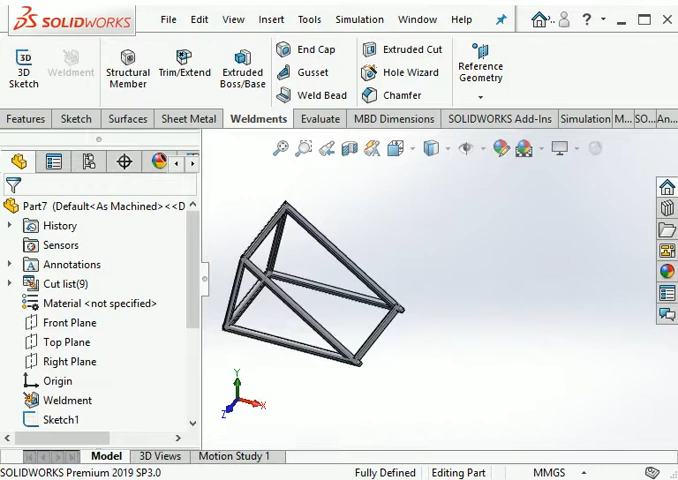 SOLIDWORKS
File Edit View Insert Tools Simulation Window Help
3D Sketch
Weldment
Structural Member
Trim/Extend
Extruded Boss/Base
End Cap
Gusset
Weld Bead
Extruded Cut
Hole Wizard
Chamfer
Reference Geometry
Features Sketch Surfaces Sheet Metal Weldments Evaluate MBD Dimensions SOLIDWORKS Add-Ins Simulation M... SO... An...
Part7 (Default<As Machined><<D
History
Sensors
Annotations
Cut list(9)
Material <not specified>
Front Plane
Top Plane
Right Plane
Origin
Weldment
Sketch1
Y
X
Z
Model 3D Views Motion Study 1
SOLIDWORKS Premium 2019 SP3.0 Fully Defined Editing Part MMGS